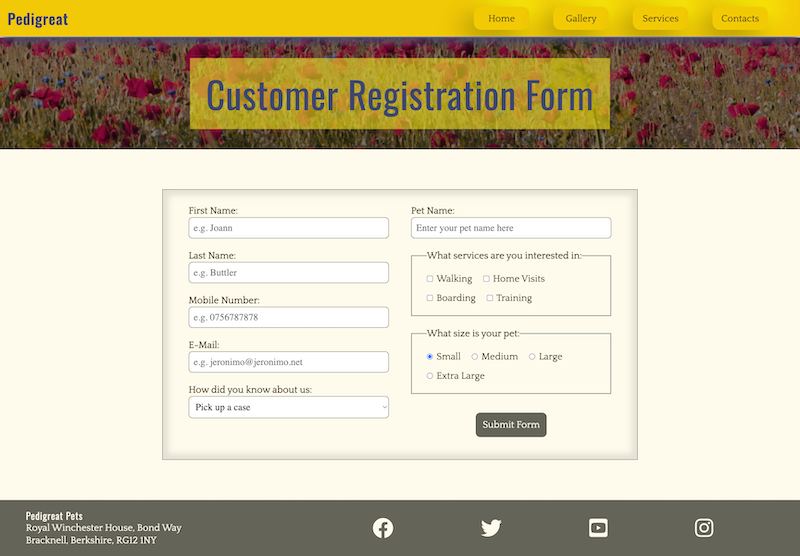 Pedigreat
Home
Gallery
Services
Contacts
Customer Registration Form
First Name:
e.g. Joann
Last Name:
e.g. Buttler
Mobile Number:
e.g. 0756787878
E-Mail:
e.g. jeronimo@jeronimo.net
How did you know about us:
Pick up a case
Pet Name:
Enter your pet name here
What services are you interested in:
Walking
Home Visits
Boarding
Training
What size is your pet:
Small
Medium
Large
Extra Large
Submit Form
Pedigreat Pets
Royal Winchester House, Bond Way
Bracknell, Berkshire, RG12 1NY